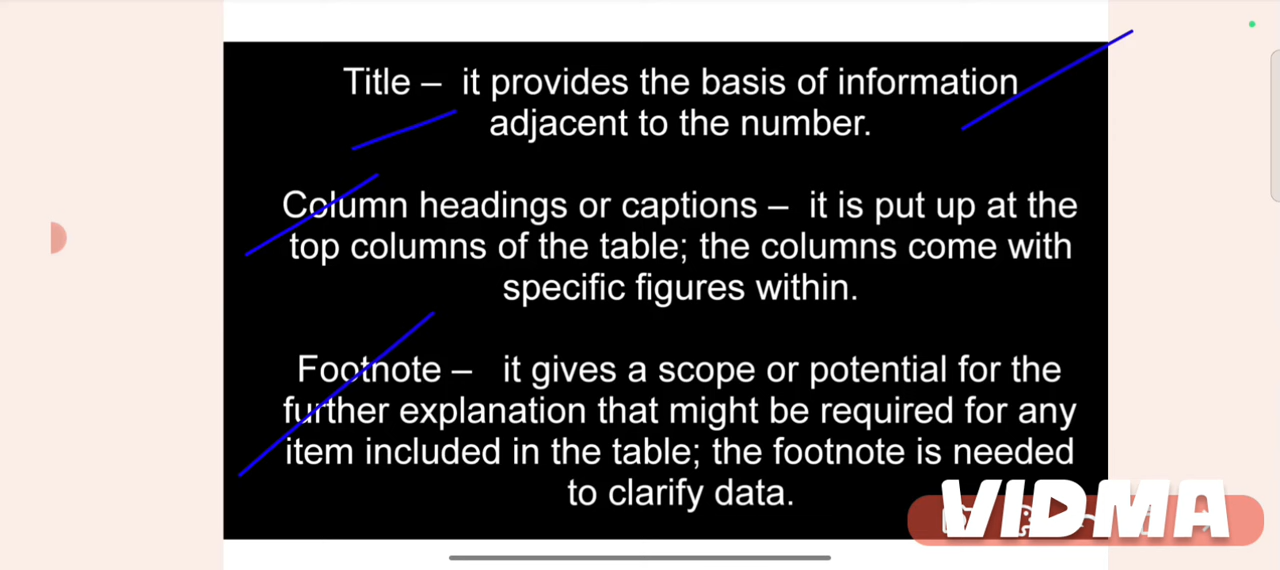 Title – it provides the basis of information
adjacent to the number.
Column headings or captions – it is put up at the
top columns of the table; the columns come with
specific figures within.
Footnote – it gives a scope or potential for the
further explanation that might be required for any
item included in the table; the footnote is needed
to clarify data.
VIDMA